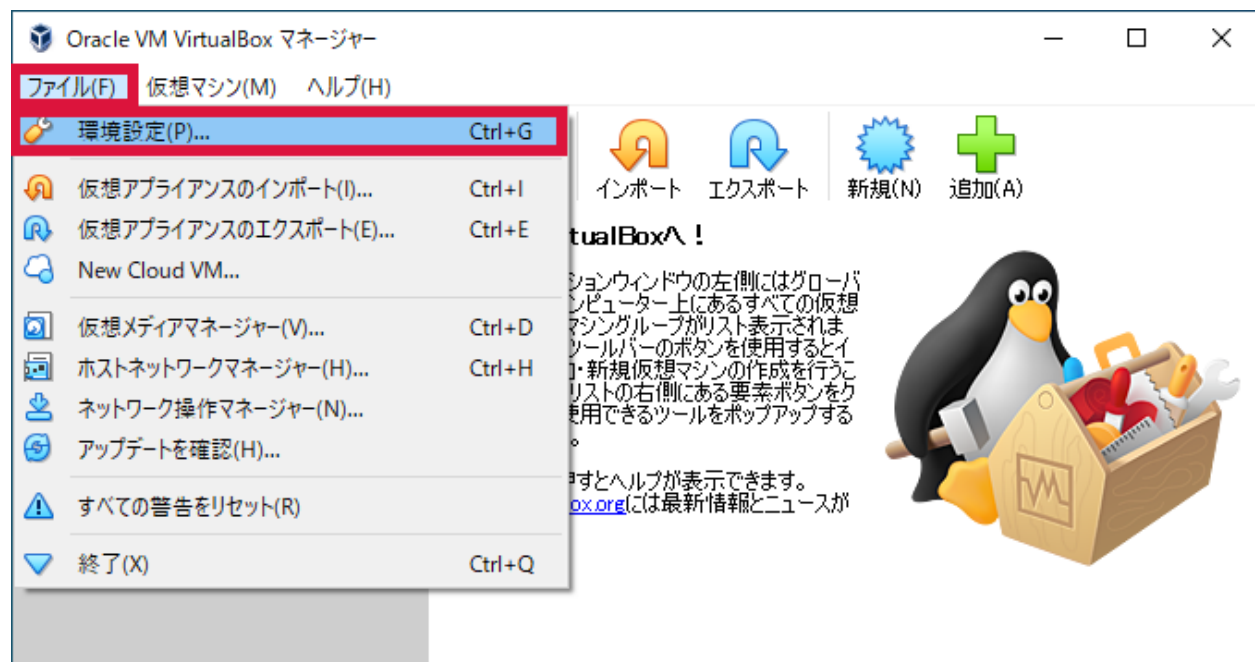 Oracle VM VirtualBox マネージャー
ファイル(F) 仮想マシン(M) ヘルプ(H)
環境設定(P)... Ctrl+G
仮想アプライアンスのインポート(I)... Ctrl+I
仮想アプライアンスのエクスポート(E)... Ctrl+E
New Cloud VM...
仮想メディアマネージャー(V)... Ctrl+D
ホストネットワークマネージャー(H)... Ctrl+H
ネットワーク操作マネージャー(N)...
アップデートを確認(H)...
すべての警告をリセット(R)
終了(X) Ctrl+Q
インポート エクスポート 新規(N) 追加(A)
tualBoxへ！
ションウィンドウの左側にはグローバ
ンピューター上にあるすべての仮想
マシングループがリスト表示されま
ツールバーのボタンを使用するとイ
・新規仮想マシンの作成を行うこ
リストの右側にある要素ボタンをク
使用できるツールをポップアップする
。
すとヘルプが表示できます。
ox.orgには最新情報とニュースが